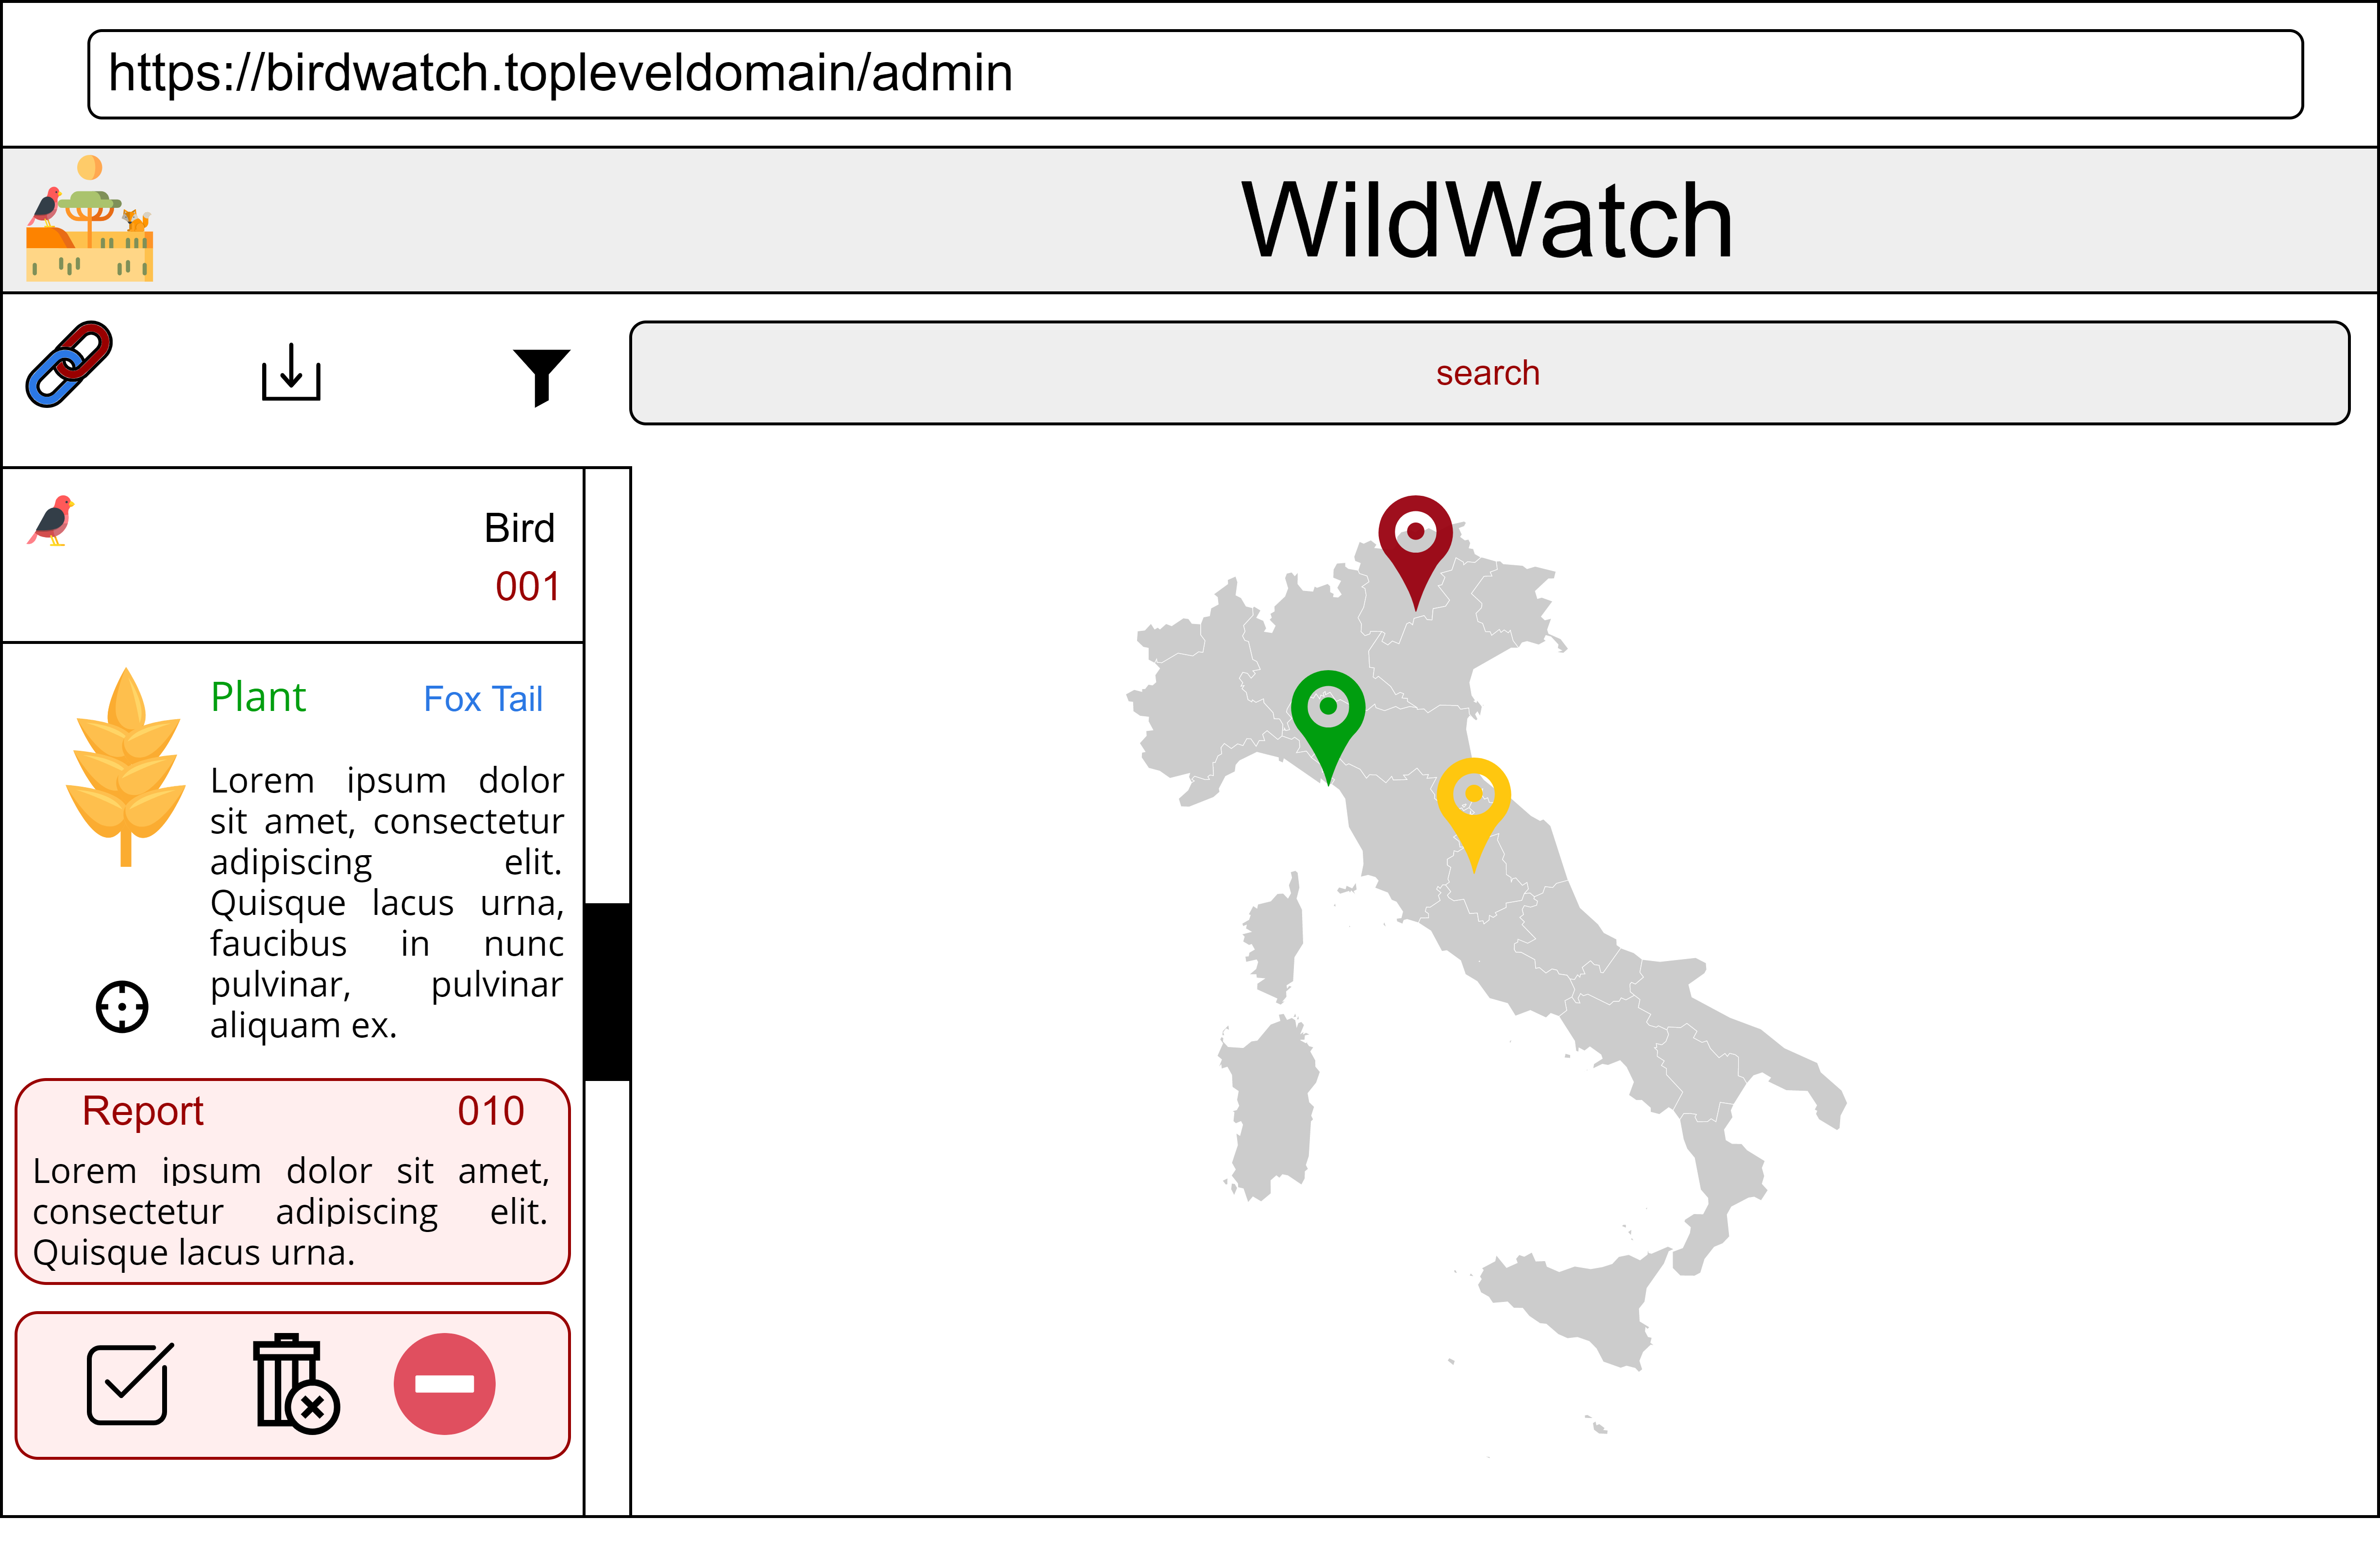 https://birdwatch.topleveldomain/admin
WildWatch
search
Bird
001
Plant Fox Tail
Lorem ipsum dolor
sit amet, consectetur
adipiscing elit.
Quisque lacus urna,
faucibus in nunc
pulvinar, pulvinar
aliquam ex.
Report 010
Lorem ipsum dolor sit amet,
consectetur adipiscing elit.
Quisque lacus urna.